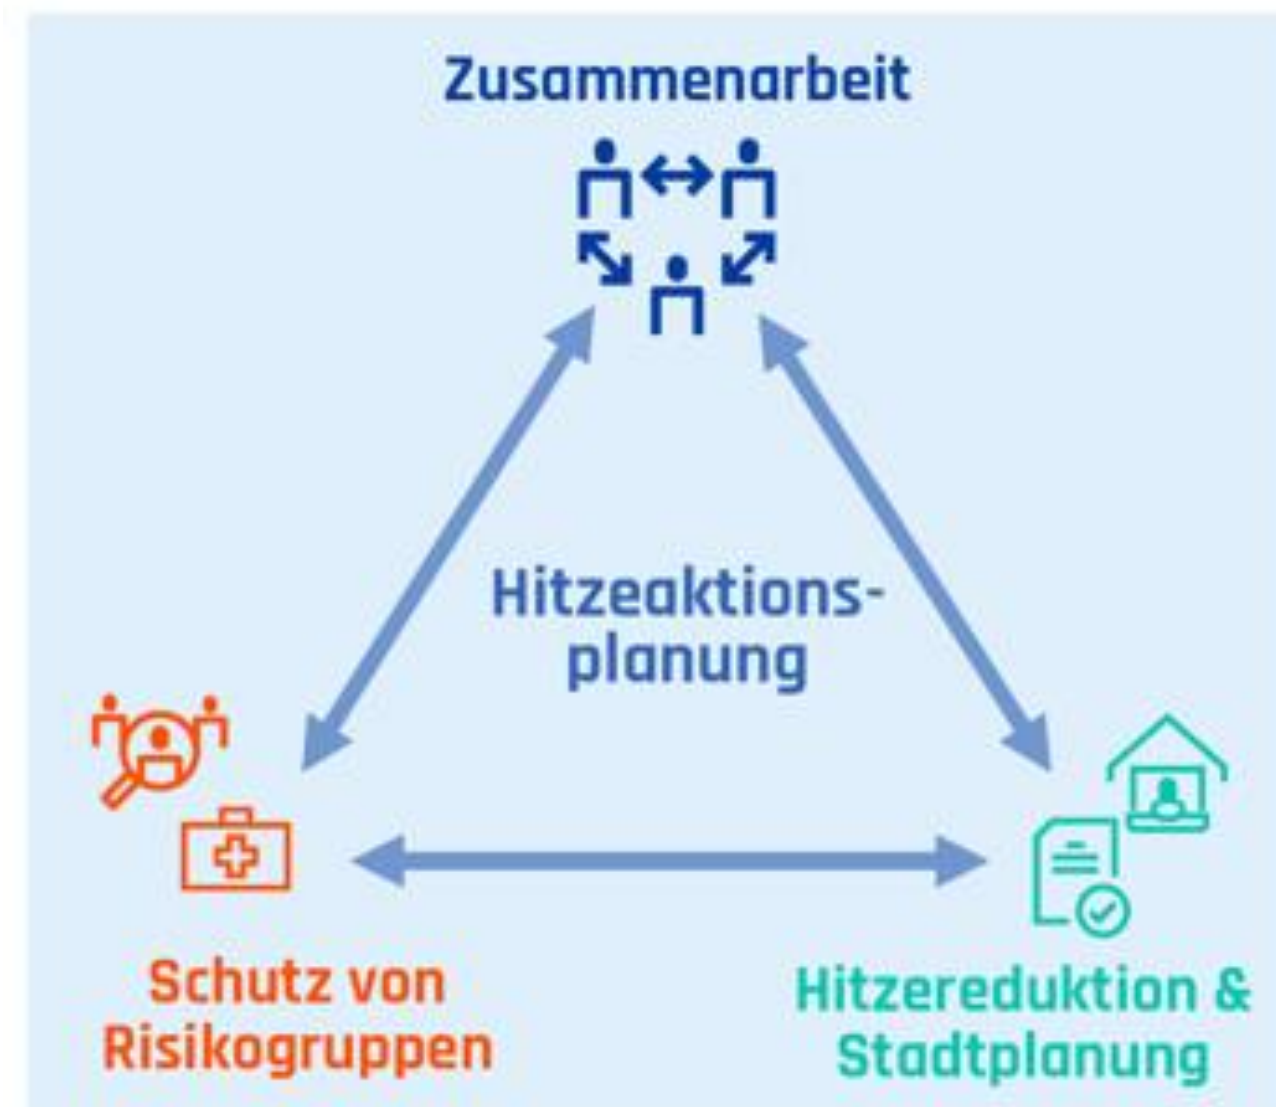 Zusammenarbeit
Hitzeaktions-
planung
Schutz von
Risikogruppen
Hitzereduktion &
Stadtplanung